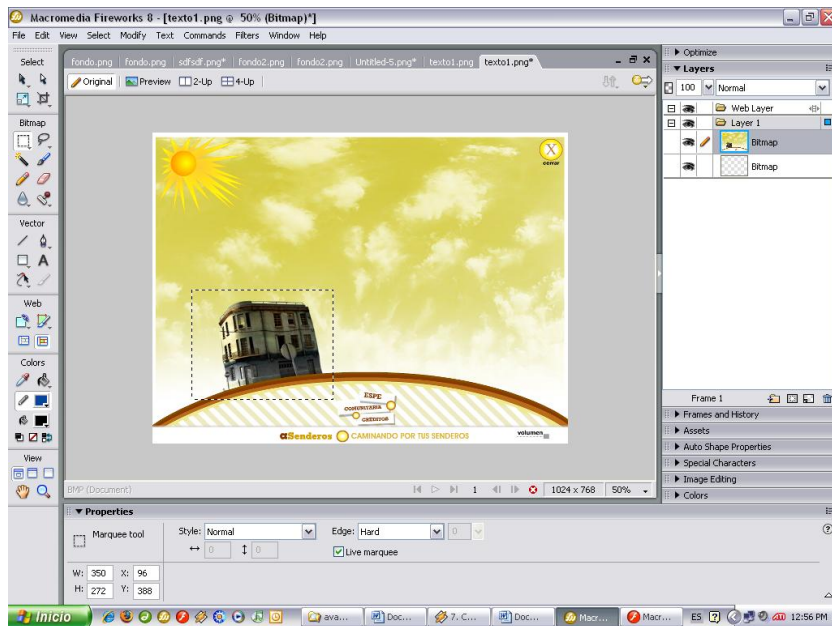 Macromedia Fireworks 8 - [texto1.png @ 50% (Bitmap)*]
File Edit View Select Modify Text Commands Filters Window Help
Select
Bitmap
Vector
Web
Colors
View
fondo.png fondo.png sdfsdf.png* fondo2.png fondo2.png Untitled-5.png* texto1.png texto1.png*
Original Preview 2-Up 4-Up
X
cerrar
ESPE
COMUNITARIA
CREDITOS
αSenderos CAMINANDO POR TUS SENDEROS volumen
BMP (Document) 1 1024 x 768 50%
Optimize
Layers
100 Normal
Web Layer
Layer 1
Bitmap
Bitmap
Frame 1
Frames and History
Assets
Auto Shape Properties
Special Characters
Image Editing
Colors
Properties
Marquee tool Style: Normal Edge: Hard 0
0 0 Live marquee
W: 350 X: 96
H: 272 Y: 388
Inicio ava... Doc... 7. C... Doc... Macr... Macr... ES 12:56 PM